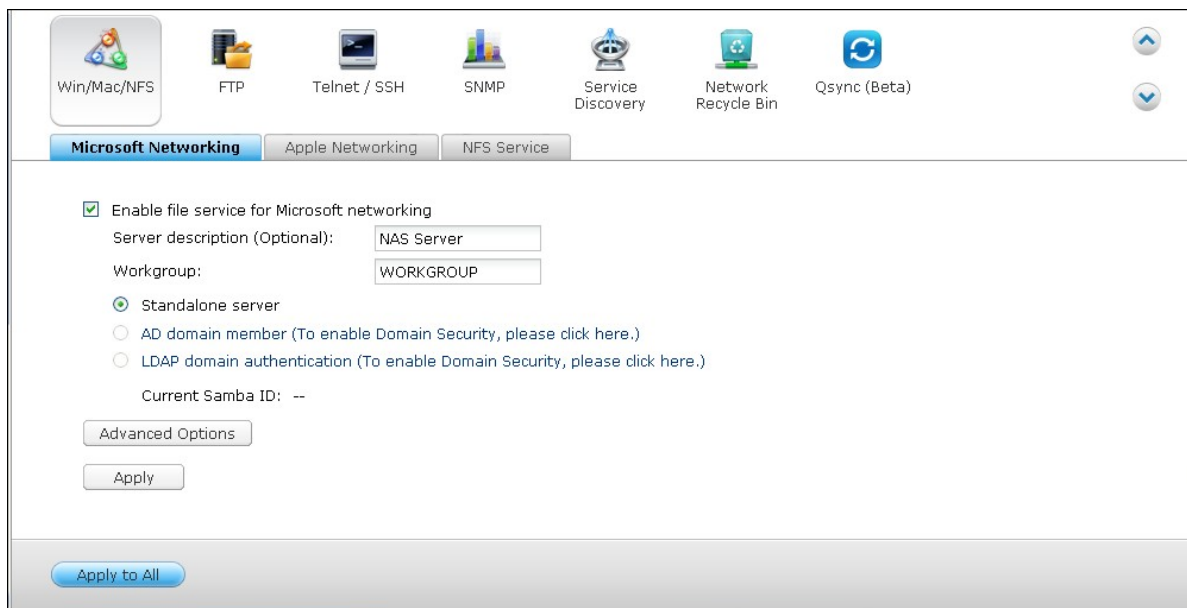 Win/Mac/NFS
FTP
Telnet / SSH
SNMP
Service
Discovery
Network
Recycle Bin
Qsync (Beta)
Microsoft Networking
Apple Networking
NFS Service
Enable file service for Microsoft networking
Server description (Optional): NAS Server
Workgroup: WORKGROUP
Standalone server
AD domain member (To enable Domain Security, please click here.)
LDAP domain authentication (To enable Domain Security, please click here.)
Current Samba ID: --
Advanced Options
Apply
Apply to All